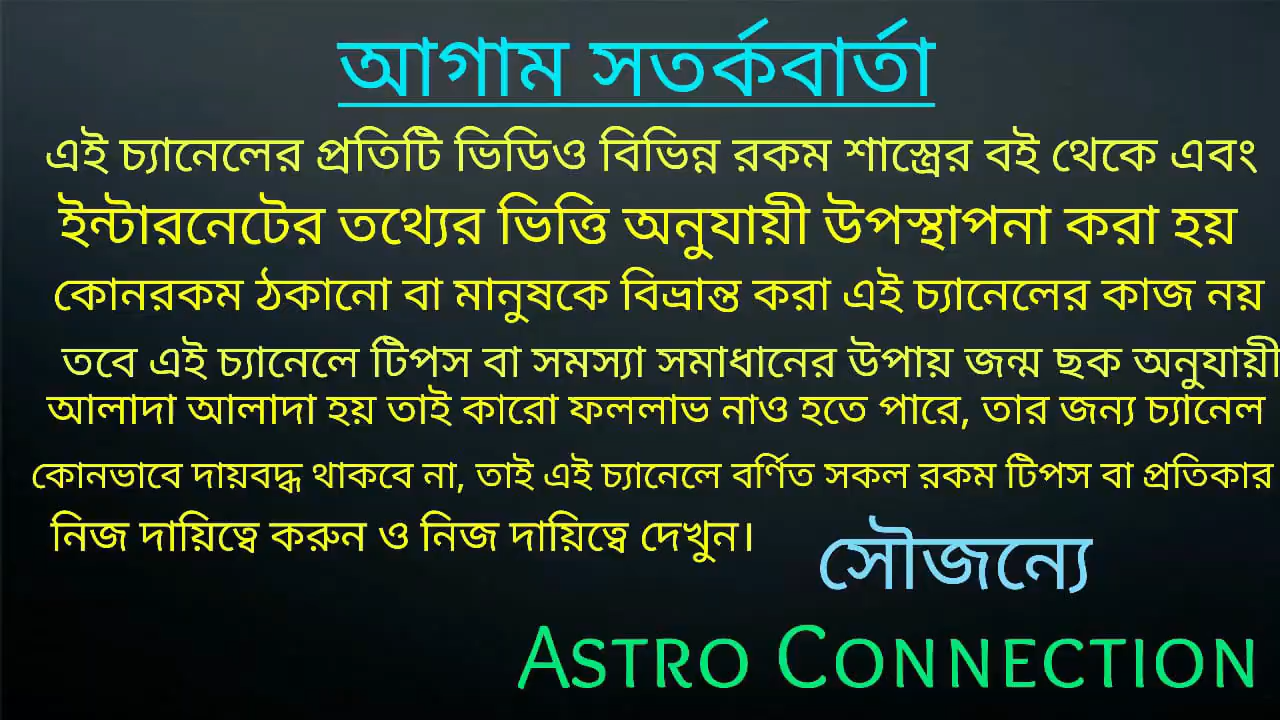 আগাম সতর্কবার্তা
এই চ্যানেলের প্রতিটি ভিডিও বিভিন্ন রকম শাস্ত্রের বই থেকে এবং
ইন্টারনেটের তথ্যের ভিত্তি অনুযায়ী উপস্থাপনা করা হয়
কোনরকম ঠকানো বা মানুষকে বিভ্রান্ত করা এই চ্যানেলের কাজ নয়
তবে এই চ্যানেলে টিপস বা সমস্যা সমাধানের উপায় জন্ম ছক অনুযায়ী
আলাদা আলাদা হয় তাই কারো ফললাভ নাও হতে পারে, তার জন্য চ্যানেল
কোনভাবে দায়বদ্ধ থাকবে না, তাই এই চ্যানেলে বর্ণিত সকল রকম টিপস বা প্রতিকার
নিজ দায়িত্বে করুন ও নিজ দায়িত্বে দেখুন।
সৌজন্যে
ASTRO CONNECTION